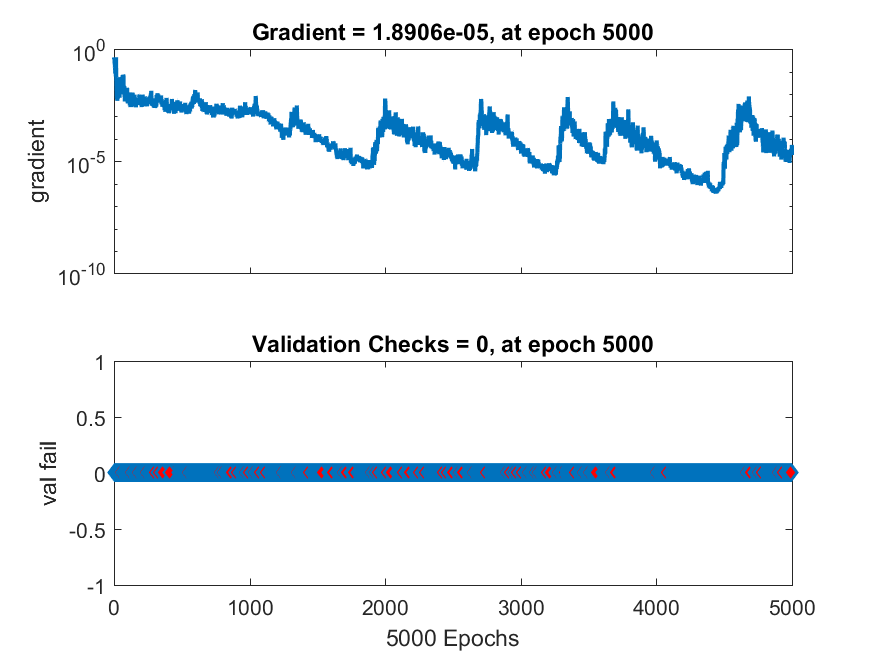 Gradient = 1.8906e-05, at epoch 5000
10^0
10^-5
10^-10
gradient
Validation Checks = 0, at epoch 5000
1
0.5
0
-0.5
-1
val fail
0 1000 2000 3000 4000 5000
5000 Epochs